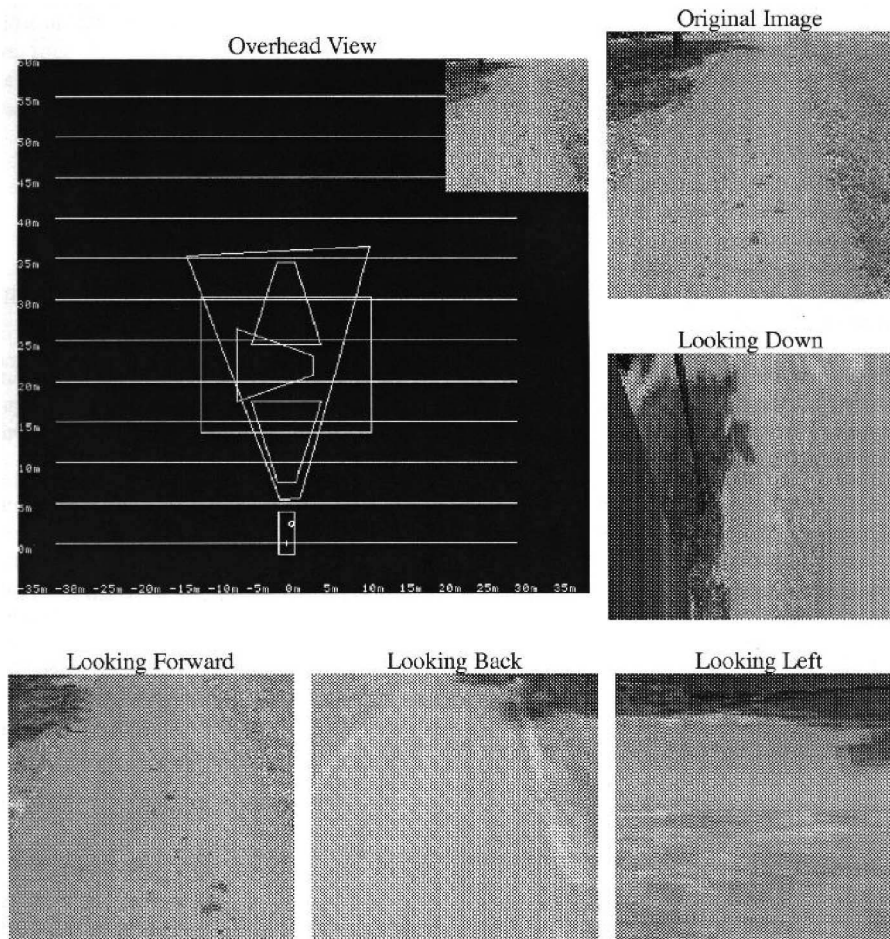 Original Image
Overhead View
60m
55m
50m
45m
40m
35m
30m
25m
20m
15m
10m
5m
0m
-35m -30m -25m -20m -15m -10m -5m 0m 5m 10m 15m 20m 25m 30m 35m
Looking Down
Looking Forward
Looking Back
Looking Left